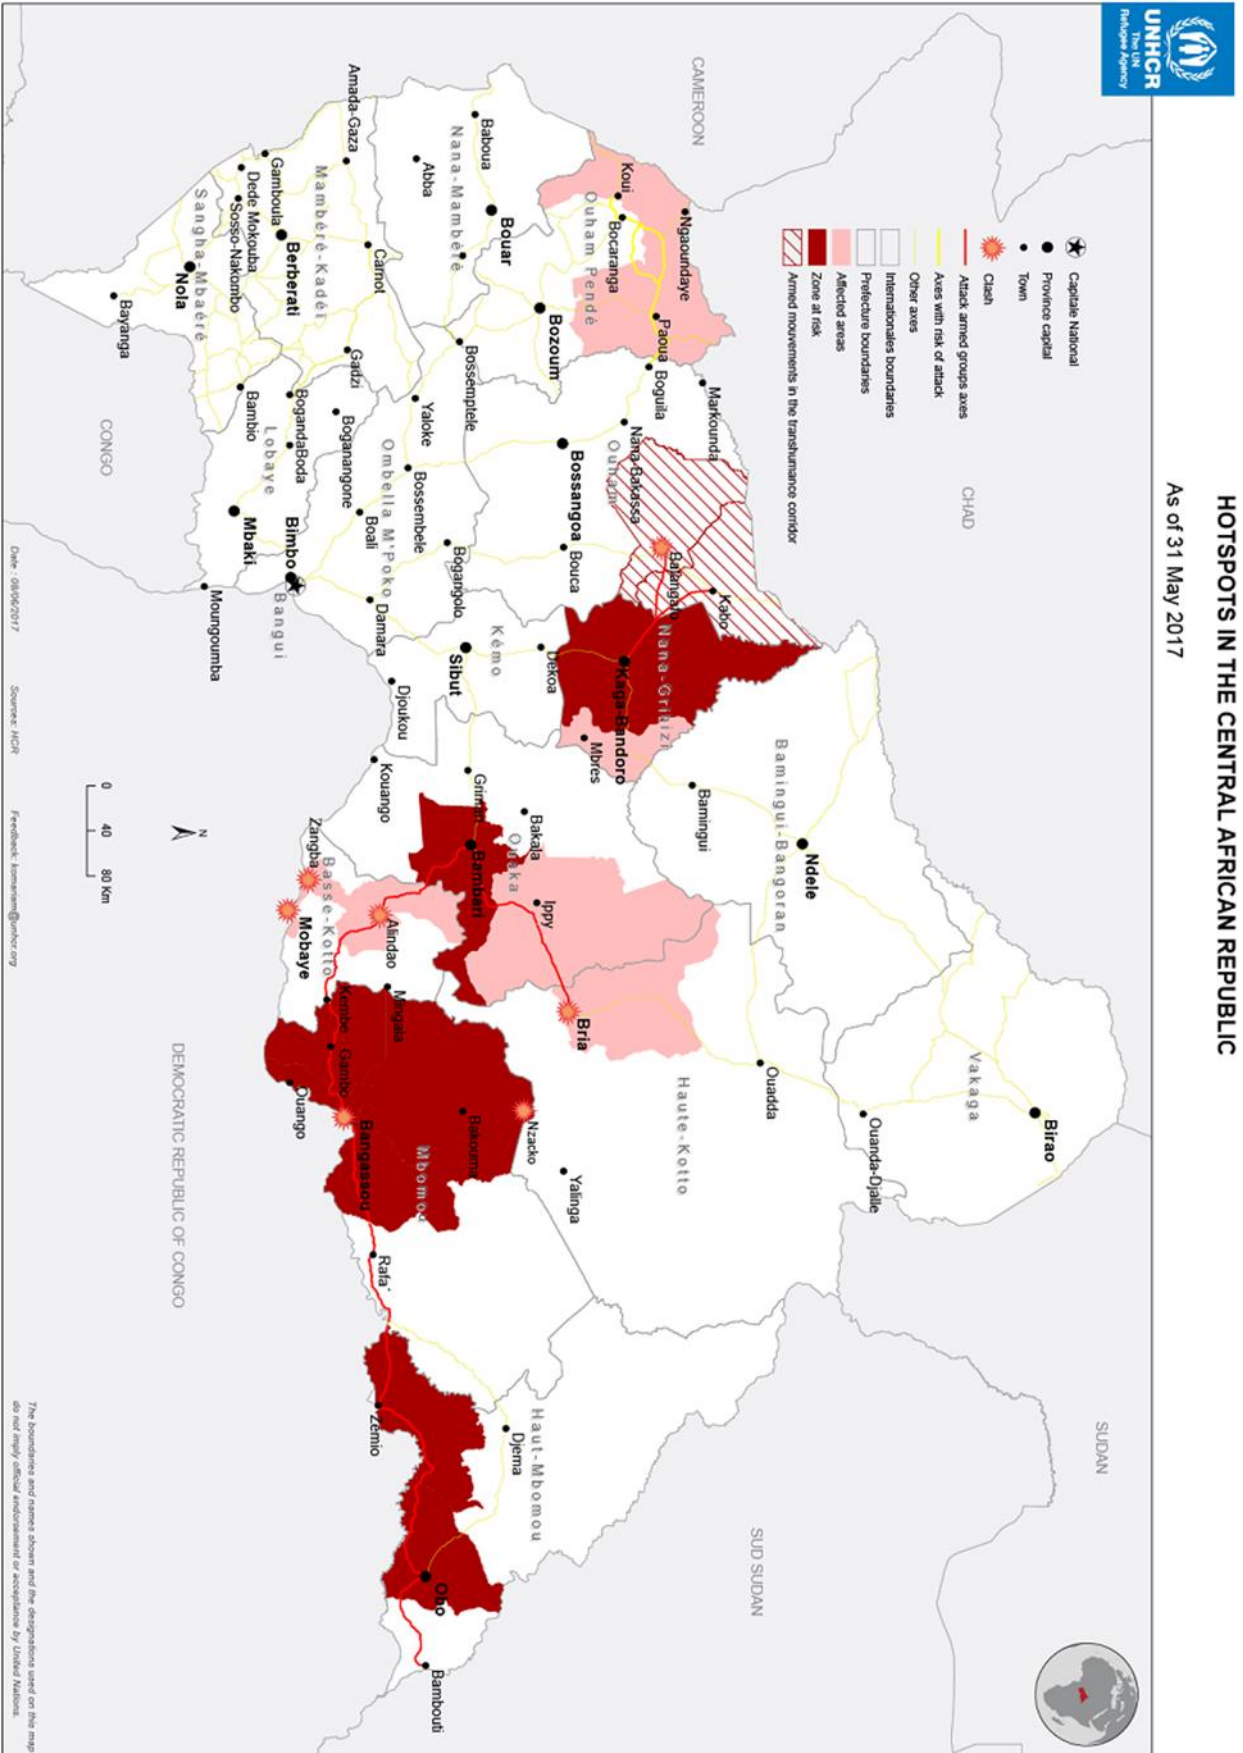 UNHCR
The UN
Refugee Agency
HOTSPOTS IN THE CENTRAL AFRICAN REPUBLIC
As of 31 May 2017
Capitale National
Province capital
Town
Clash
Attack armed groups axes
Axes with risk of attack
Other axes
Internationales boundaries
Prefecture boundaries
Affected areas
Zone at risk
Armed mouvements in the transhumance corridor
CAMEROON
CHAD
SUDAN
SUD SUDAN
DEMOCRATIC REPUBLIC OF CONGO
CONGO
Vakaga
Birao
Ouanda-Djalle
Bamingui-Bangoran
Ndele
Bamingui
Ouadda
Haute-Kotto
Yalinga
Bria
Nzacko
Ngaoundaye
Koui
Bocaranga
Paoua
Ouham Pendé
Bozoum
Boguila
Markounda
Nana-Bakassa
Ouham
Bossangoa
Bouca
Batangafo
Kabo
Nana-Gribizi
Kaga-Bandoro
Mbres
Dekoa
Kémo
Sibut
Djoukou
Baboua
Nana-Mambéré
Abba
Bouar
Bossemptele
Yaloke
Bossembele
Bogangolo
Ombella M'Poko
Boali
Damara
Amada-Gaza
Mambéré-Kadéï
Carnot
Gadzi
Gamboula
Dede Mokouba
Sosso-Nakombo
Berberati
Sangha-Mbaéré
Nola
Bayanga
Bambio
Boganda
Boda
Boganangone
Lobaye
Mbaki
Bimbo
Bangui
Moungoumba
Kouango
Grimari
Bakala
Ouaka
Bambari
Ippy
Zangba
Basse-Kotto
Mobaye
Alindao
Mingala
Kembe
Gambo
Ouango
Bangassou
Bakouma
Mbomou
Rafa
Zemio
Djema
Haut-Mbomou
Obo
Bambouti
N
0 40 80 Km
Date : 08/06/2017 Sources: HCR Feedback: komariam@unhcr.org
The boundaries and names shown and the designations used on this map
do not imply official endorsement or acceptance by United Nations.